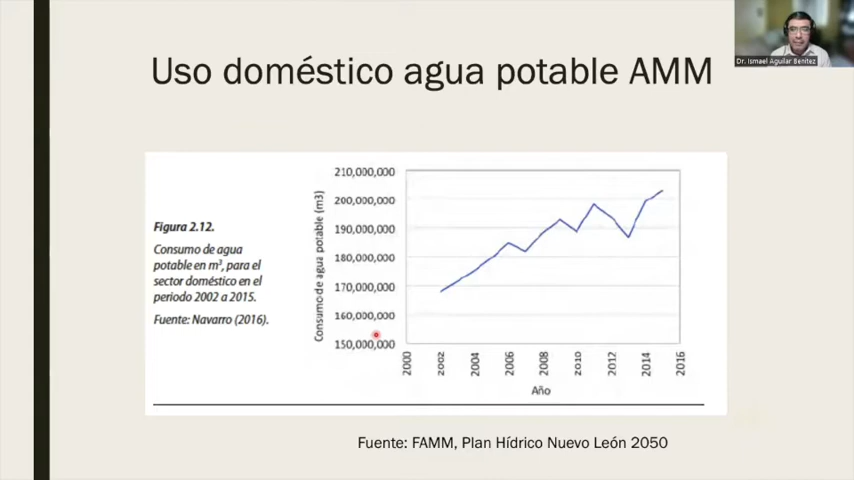 Dr. Ismael Aguilar Benitez
Uso doméstico agua potable AMM
Figura 2.12.
Consumo de agua
potable en m³, para el
sector doméstico en el
periodo 2002 a 2015.
Fuente: Navarro (2016).
Consumo de agua potable (m3)
210,000,000
200,000,000
190,000,000
180,000,000
170,000,000
160,000,000
150,000,000
2000
2002
2004
2006
2008
2010
2012
2014
2016
Año
Fuente: FAMM, Plan Hídrico Nuevo León 2050